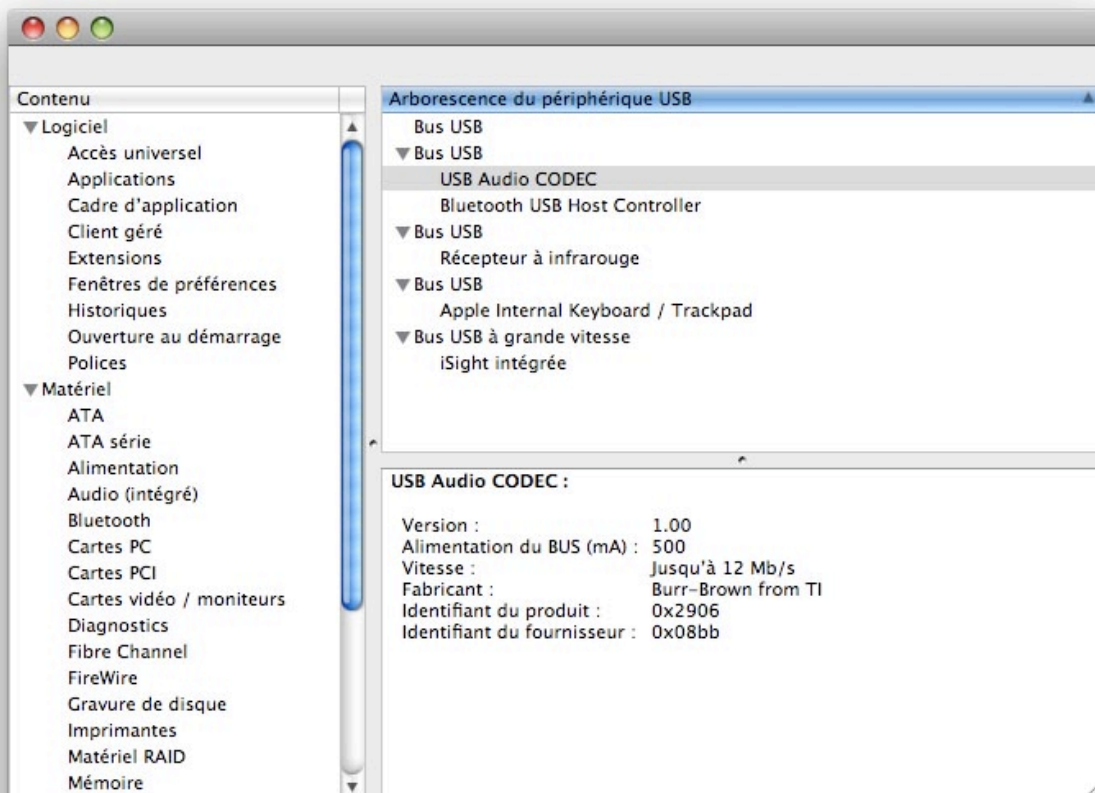 Contenu
Logiciel
Accès universel
Applications
Cadre d'application
Client géré
Extensions
Fenêtres de préférences
Historiques
Ouverture au démarrage
Polices
Matériel
ATA
ATA série
Alimentation
Audio (intégré)
Bluetooth
Cartes PC
Cartes PCI
Cartes vidéo / moniteurs
Diagnostics
Fibre Channel
FireWire
Gravure de disque
Imprimantes
Matériel RAID
Mémoire
Arborescence du périphérique USB
Bus USB
Bus USB
USB Audio CODEC
Bluetooth USB Host Controller
Bus USB
Récepteur à infrarouge
Bus USB
Apple Internal Keyboard / Trackpad
Bus USB à grande vitesse
iSight intégrée
USB Audio CODEC :
Version : 1.00
Alimentation du BUS (mA) : 500
Vitesse : Jusqu'à 12 Mb/s
Fabricant : Burr-Brown from TI
Identifiant du produit : 0x2906
Identifiant du fournisseur : 0x08bb